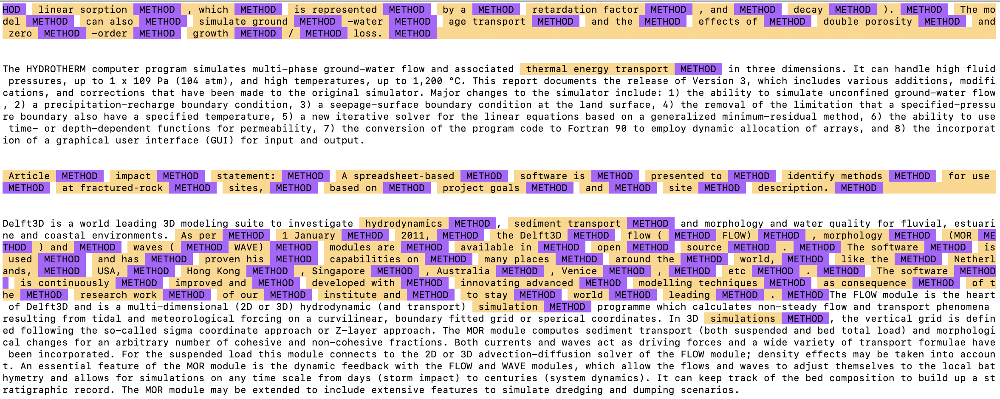 HOD linear sorption METHOD , which METHOD is represented METHOD by a METHOD retardation factor METHOD , and METHOD decay METHOD ). METHOD The mo
del METHOD can also METHOD simulate ground METHOD –water METHOD age transport METHOD and the METHOD effects of METHOD double porosity METHOD and
zero METHOD –order METHOD growth METHOD / METHOD loss. METHOD
The HYDROTHERM computer program simulates multi–phase ground–water flow and associated thermal energy transport METHOD in three dimensions. It can handle high fluid
pressures, up to 1 x 109 Pa (104 atm), and high temperatures, up to 1,200 °C. This report documents the release of Version 3, which includes various additions, modifi
cations, and corrections that have been made to the original simulator. Major changes to the simulator include: 1) the ability to simulate unconfined ground–water flow
, 2) a precipitation–recharge boundary condition, 3) a seepage–surface boundary condition at the land surface, 4) the removal of the limitation that a specified–pressu
re boundary also have a specified temperature, 5) a new iterative solver for the linear equations based on a generalized minimum–residual method, 6) the ability to use
time– or depth–dependent functions for permeability, 7) the conversion of the program code to Fortran 90 to employ dynamic allocation of arrays, and 8) the incorporat
ion of a graphical user interface (GUI) for input and output.
Article METHOD impact METHOD statement: METHOD A spreadsheet-based METHOD software is METHOD presented to METHOD identify methods METHOD for use
METHOD at fractured-rock METHOD sites, METHOD based on METHOD project goals METHOD and METHOD site METHOD description. METHOD
Delft3D is a world leading 3D modeling suite to investigate hydrodynamics METHOD , sediment transport METHOD and morphology and water quality for fluvial, estuari
ne and coastal environments. As per METHOD 1 January METHOD 2011, METHOD the Delft3D METHOD flow ( METHOD FLOW) METHOD , morphology METHOD (MOR ME
THOD ) and METHOD waves ( METHOD WAVE) METHOD modules are METHOD available in METHOD open METHOD source METHOD . METHOD The software METHOD is
used METHOD and has METHOD proven his METHOD capabilities on METHOD many places METHOD around the METHOD world, METHOD like the METHOD Netherl
ands, METHOD USA, METHOD Hong Kong METHOD , Singapore METHOD , Australia METHOD , Venice METHOD , METHOD etc METHOD . METHOD The software METHOD
is continuously METHOD improved and METHOD developed with METHOD innovating advanced METHOD modelling techniques METHOD as consequence METHOD of t
he METHOD research work METHOD of our METHOD institute and METHOD to stay METHOD world METHOD leading METHOD . METHOD The FLOW module is the heart
of Delft3D and is a multi–dimensional (2D or 3D) hydrodynamic (and transport) simulation METHOD programme which calculates non–steady flow and transport phenomena
resulting from tidal and meteorological forcing on a curvilinear, boundary fitted grid or sperical coordinates. In 3D simulations METHOD , the vertical grid is defin
ed following the so–called sigma coordinate approach or Z–layer approach. The MOR module computes sediment transport (both suspended and bed total load) and morphologi
cal changes for an arbitrary number of cohesive and non–cohesive fractions. Both currents and waves act as driving forces and a wide variety of transport formulae have
been incorporated. For the suspended load this module connects to the 2D or 3D advection–diffusion solver of the FLOW module; density effects may be taken into accoun
t. An essential feature of the MOR module is the dynamic feedback with the FLOW and WAVE modules, which allow the flows and waves to adjust themselves to the local bat
hymetry and allows for simulations on any time scale from days (storm impact) to centuries (system dynamics). It can keep track of the bed composition to build up a st
ratigraphic record. The MOR module may be extended to include extensive features to simulate dredging and dumping scenarios.